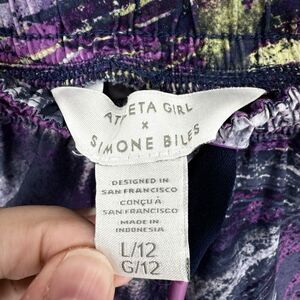 ATHLETA GIRL
X
SIMONE BILES
DESIGNED IN
SAN FRANCISCO
CONÇU À
SAN FRANCISCO
MADE IN
INDONESIA
L/12
G/12